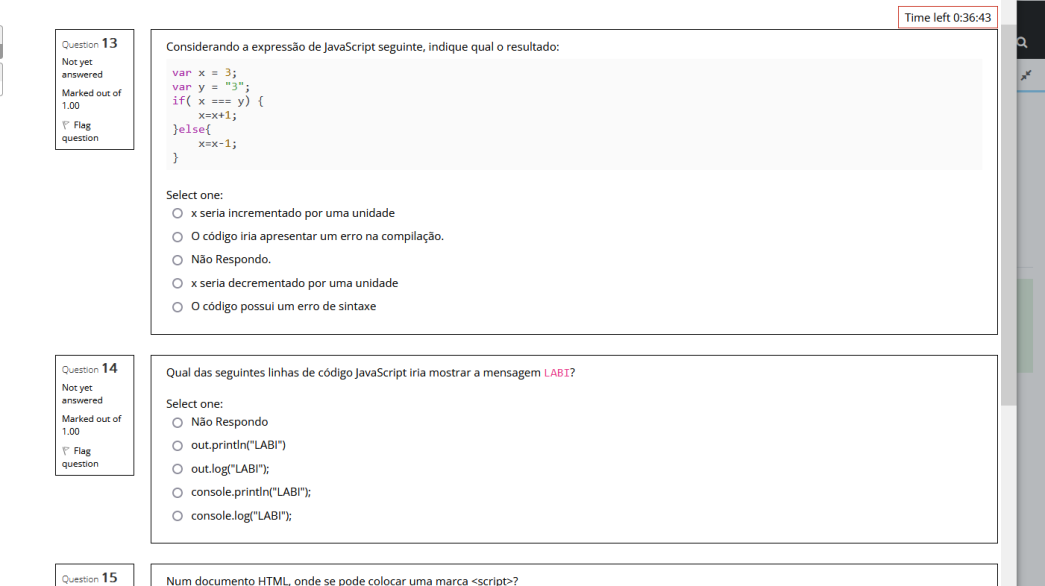 Time left 0:36:43
Question 13
Not yet
answered
Marked out of
1.00
Flag
question
Considerando a expressão de JavaScript seguinte, indique qual o resultado:
var x = 3;
var y = "3";
if( x === y) {
x=x+1;
}else{
x=x-1;
}
Select one:
x seria incrementado por uma unidade
O código iria apresentar um erro na compilação.
Não Respondo.
x seria decrementado por uma unidade
O código possui um erro de sintaxe
Question 14
Not yet
answered
Marked out of
1.00
Flag
question
Qual das seguintes linhas de código JavaScript iria mostrar a mensagem LABI?
Select one:
Não Respondo
out.println("LABI")
out.log("LABI");
console.println("LABI");
console.log("LABI");
Question 15
Num documento HTML, onde se pode colocar uma marca <script>?